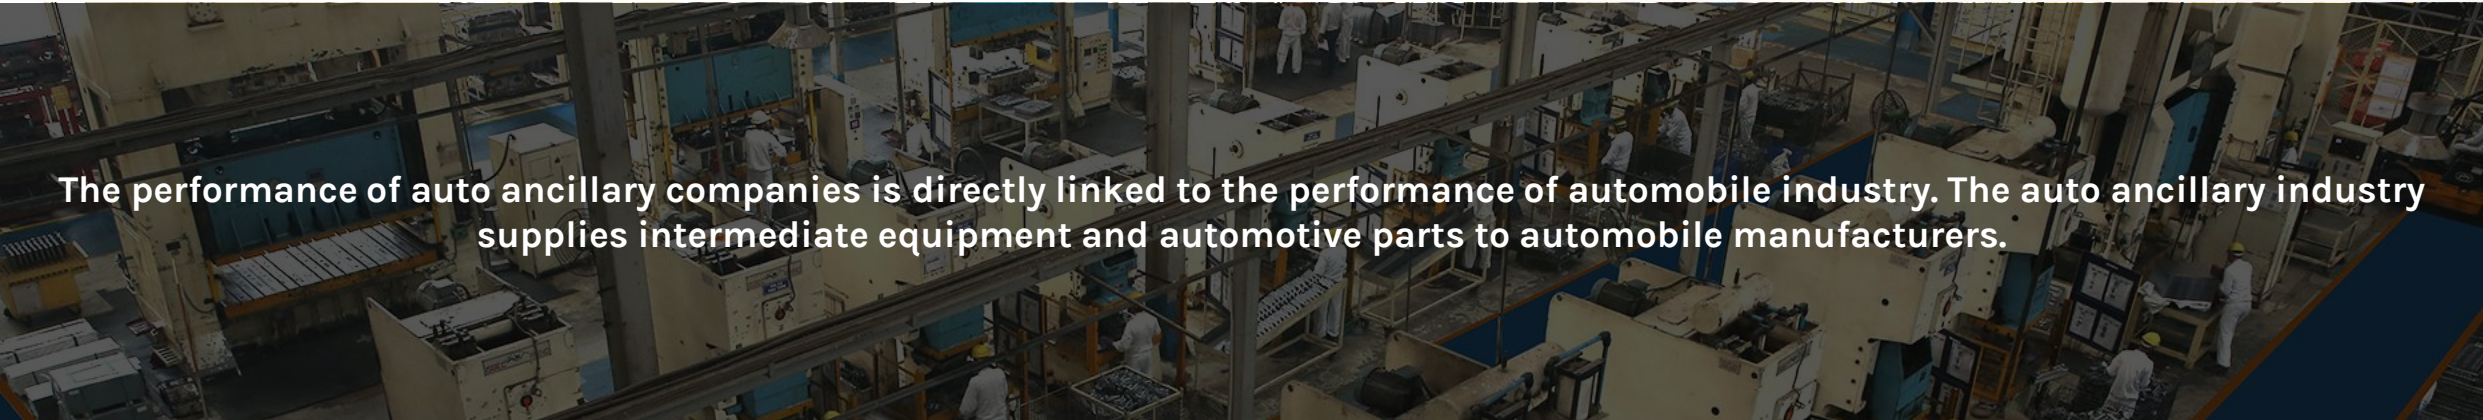 The performance of auto ancillary companies is directly linked to the performance of automobile industry. The auto ancillary industry
supplies intermediate equipment and automotive parts to automobile manufacturers.